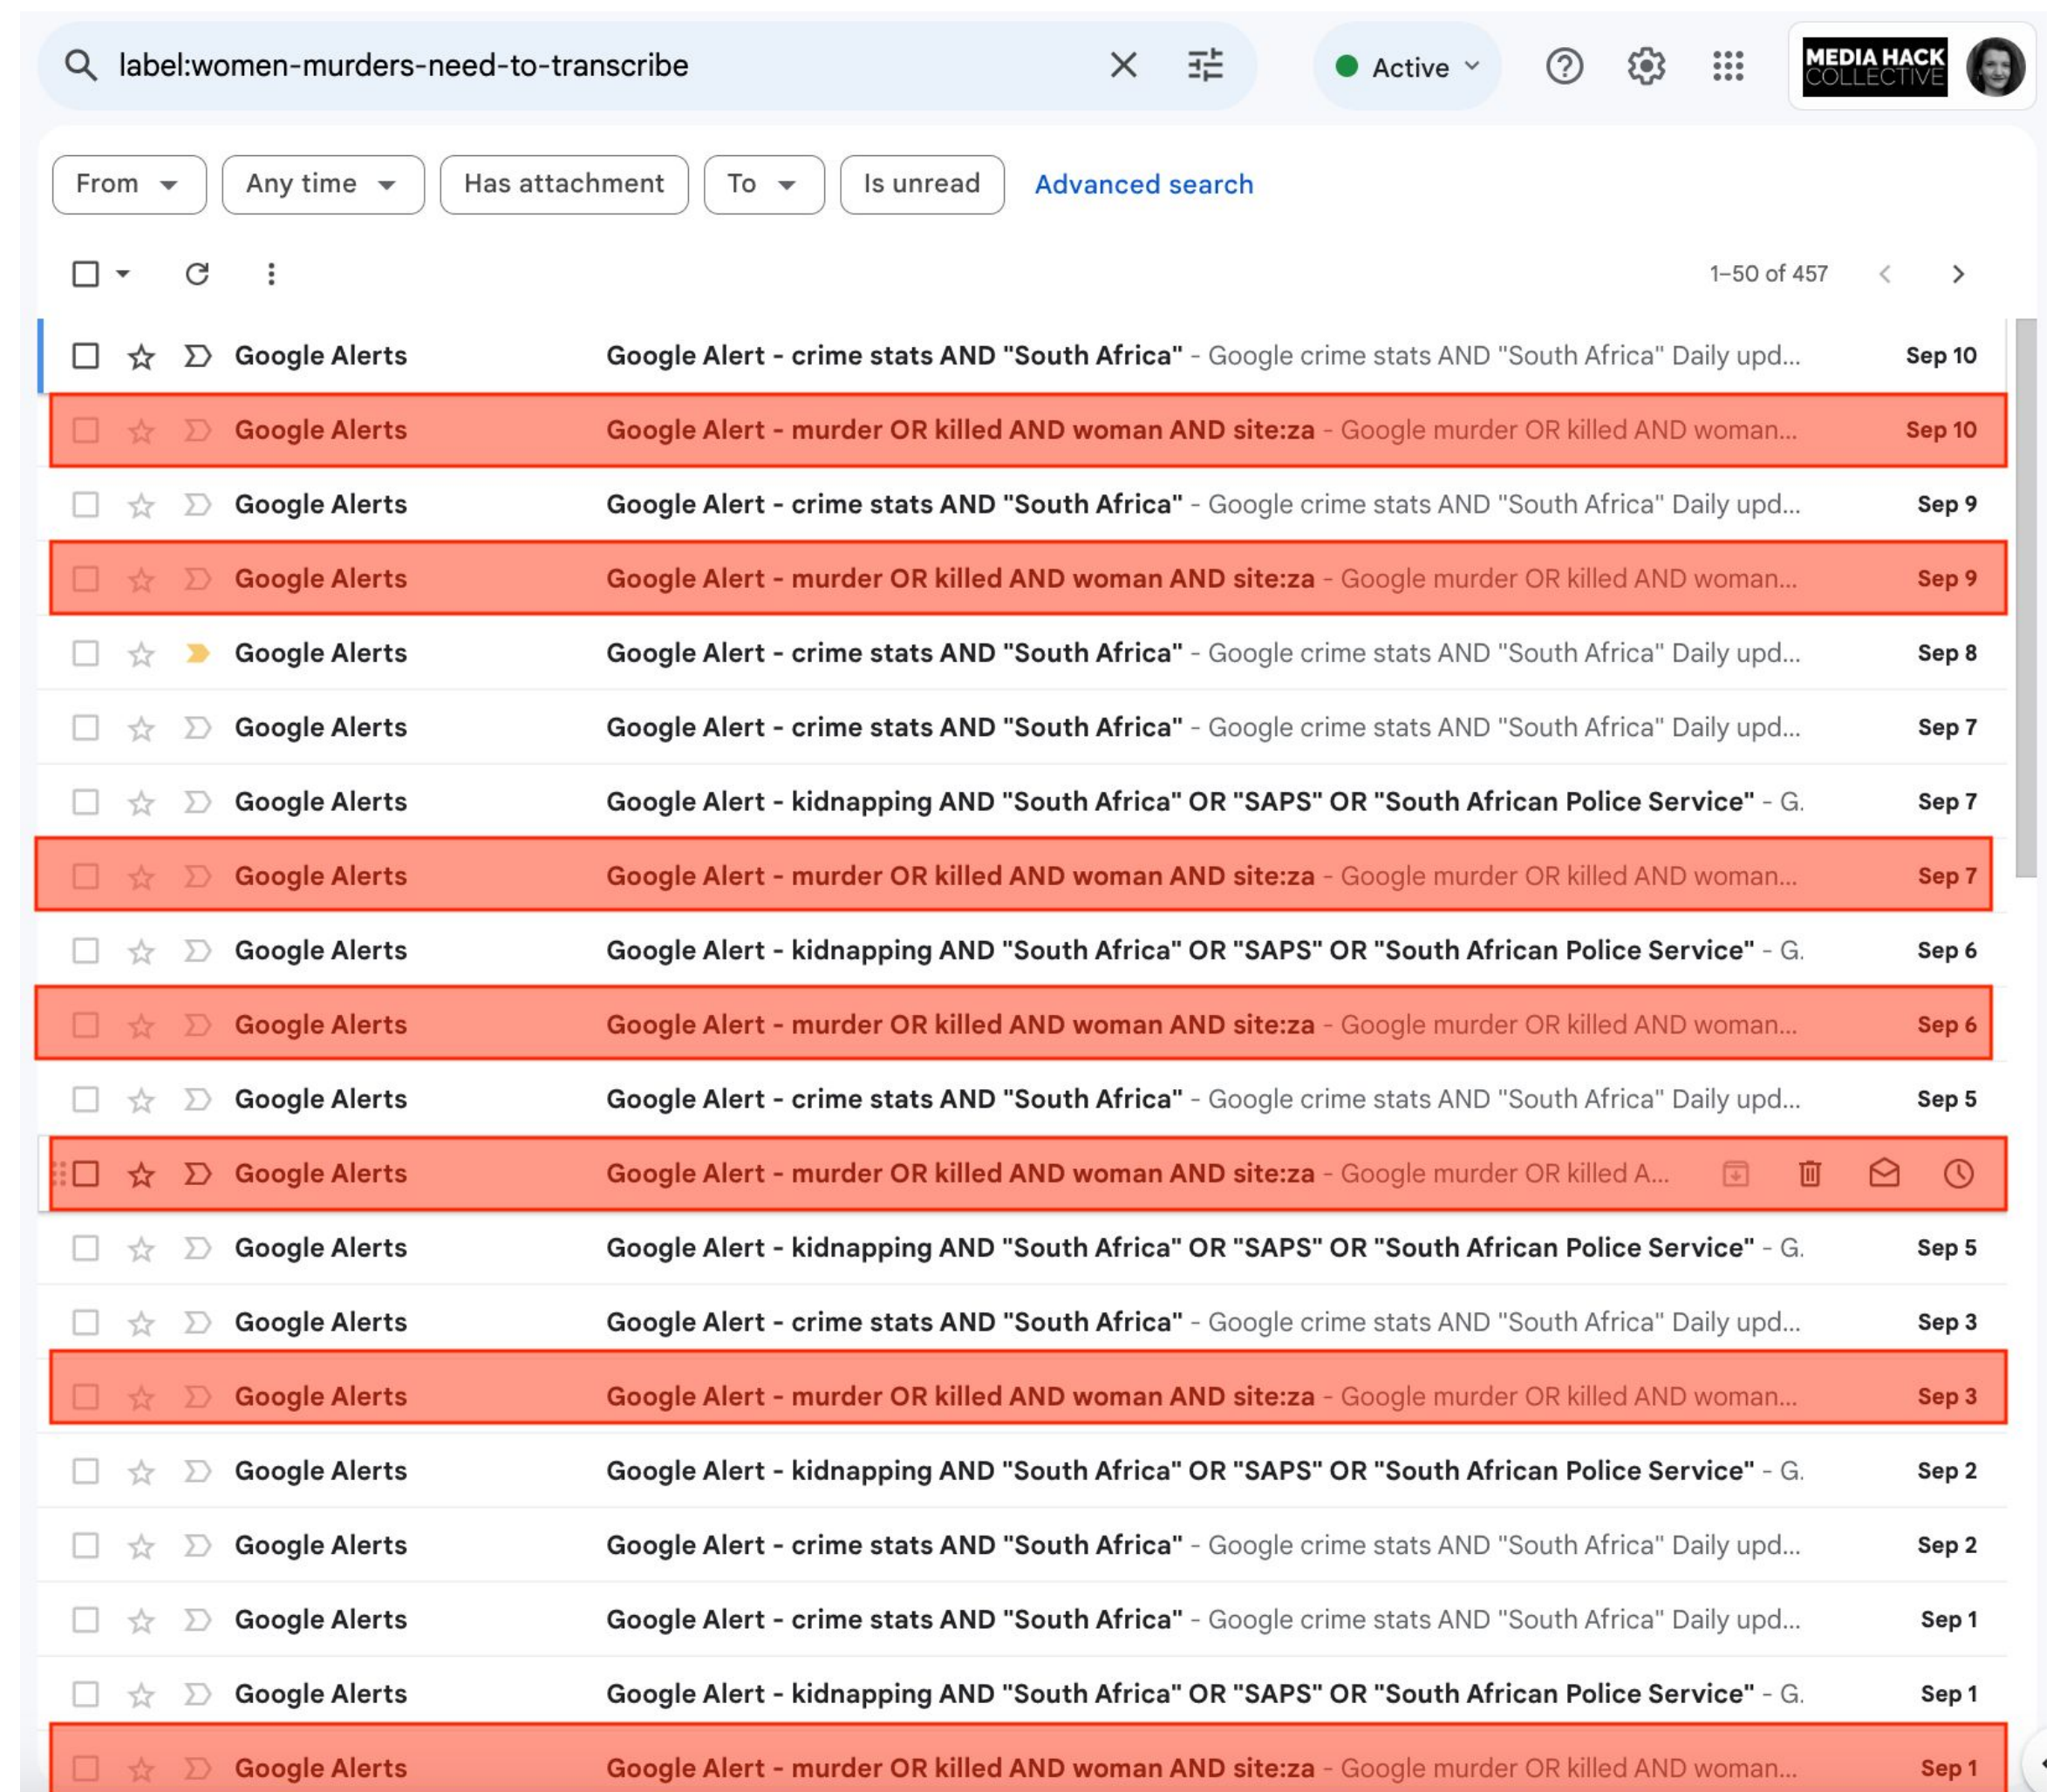 label:women-murders-need-to-transcribe
Active
MEDIA HACK
COLLECTIVE
From Any time Has attachment To Is unread Advanced search
1–50 of 457
Google Alerts Google Alert - crime stats AND "South Africa" - Google crime stats AND "South Africa" Daily upd... Sep 10
Google Alerts Google Alert - murder OR killed AND woman AND site:za - Google murder OR killed AND woman... Sep 10
Google Alerts Google Alert - crime stats AND "South Africa" - Google crime stats AND "South Africa" Daily upd... Sep 9
Google Alerts Google Alert - murder OR killed AND woman AND site:za - Google murder OR killed AND woman... Sep 9
Google Alerts Google Alert - crime stats AND "South Africa" - Google crime stats AND "South Africa" Daily upd... Sep 8
Google Alerts Google Alert - crime stats AND "South Africa" - Google crime stats AND "South Africa" Daily upd... Sep 7
Google Alerts Google Alert - kidnapping AND "South Africa" OR "SAPS" OR "South African Police Service" - G. Sep 7
Google Alerts Google Alert - murder OR killed AND woman AND site:za - Google murder OR killed AND woman... Sep 7
Google Alerts Google Alert - kidnapping AND "South Africa" OR "SAPS" OR "South African Police Service" - G. Sep 6
Google Alerts Google Alert - murder OR killed AND woman AND site:za - Google murder OR killed AND woman... Sep 6
Google Alerts Google Alert - crime stats AND "South Africa" - Google crime stats AND "South Africa" Daily upd... Sep 5
Google Alerts Google Alert - murder OR killed AND woman AND site:za - Google murder OR killed A...
Google Alerts Google Alert - kidnapping AND "South Africa" OR "SAPS" OR "South African Police Service" - G. Sep 5
Google Alerts Google Alert - crime stats AND "South Africa" - Google crime stats AND "South Africa" Daily upd... Sep 3
Google Alerts Google Alert - murder OR killed AND woman AND site:za - Google murder OR killed AND woman... Sep 3
Google Alerts Google Alert - kidnapping AND "South Africa" OR "SAPS" OR "South African Police Service" - G. Sep 2
Google Alerts Google Alert - crime stats AND "South Africa" - Google crime stats AND "South Africa" Daily upd... Sep 2
Google Alerts Google Alert - crime stats AND "South Africa" - Google crime stats AND "South Africa" Daily upd... Sep 1
Google Alerts Google Alert - kidnapping AND "South Africa" OR "SAPS" OR "South African Police Service" - G. Sep 1
Google Alerts Google Alert - murder OR killed AND woman AND site:za - Google murder OR killed AND woman... Sep 1